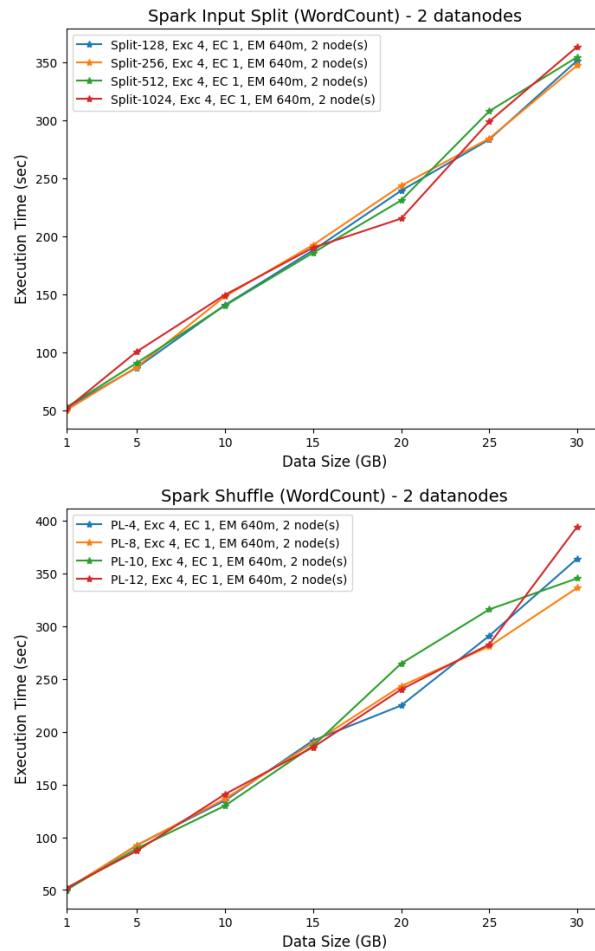 Spark Input Split (WordCount) - 2 datanodes
Split-128, Exc 4, EC 1, EM 640m, 2 node(s)
Split-256, Exc 4, EC 1, EM 640m, 2 node(s)
Split-512, Exc 4, EC 1, EM 640m, 2 node(s)
Split-1024, Exc 4, EC 1, EM 640m, 2 node(s)
Execution Time (sec)
350
300
250
200
150
100
50
1 5 10 15 20 25 30
Data Size (GB)
Spark Shuffle (WordCount) - 2 datanodes
PL-4, Exc 4, EC 1, EM 640m, 2 node(s)
PL-8, Exc 4, EC 1, EM 640m, 2 node(s)
PL-10, Exc 4, EC 1, EM 640m, 2 node(s)
PL-12, Exc 4, EC 1, EM 640m, 2 node(s)
Execution Time (sec)
400
350
300
250
200
150
100
50
1 5 10 15 20 25 30
Data Size (GB)